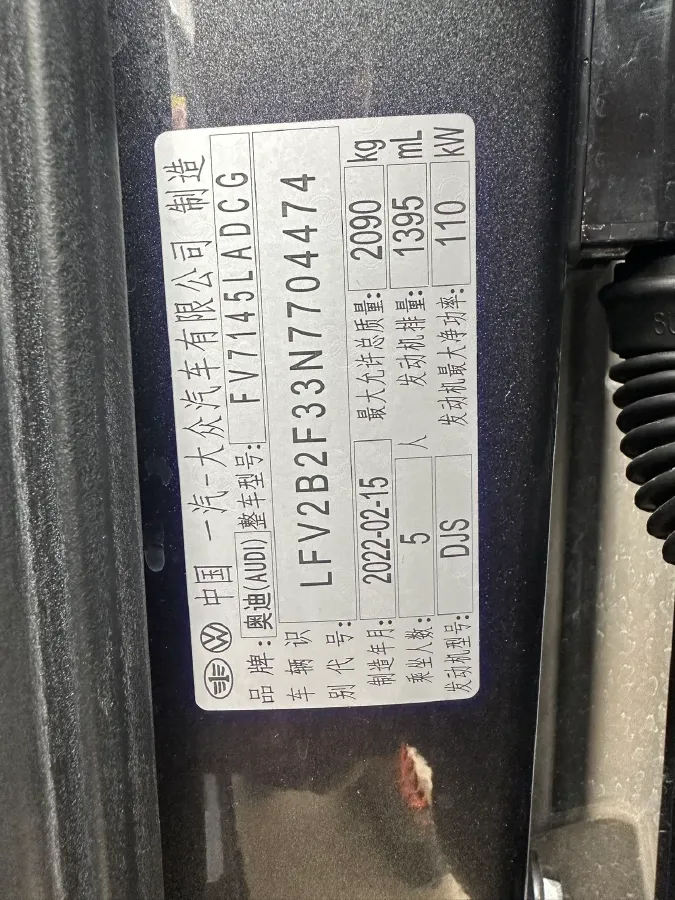 中国 一汽-大众汽车有限公司 制造
品牌: 奥迪(AUDI) 整车型号: FV7145LADCG
车辆识别代号: LFV2B2F33N7704474
制造年月: 2022-02-15 最大允许总质量: 2090 kg
乘坐人数: 5 人 发动机排量: 1395 mL
发动机型号: DJS 发动机最大净功率: 110 kW